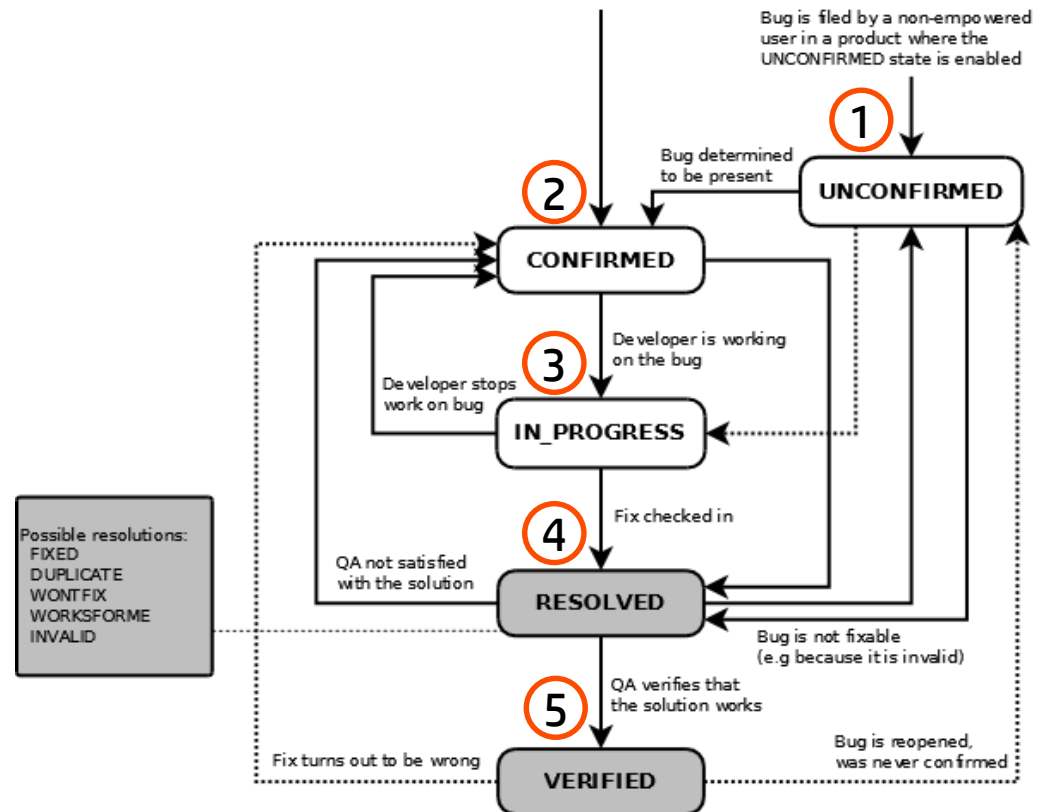 Bug is filed by a non-empowered
user in a product where the
UNCONFIRMED state is enabled
1
Bug determined
to be present
UNCONFIRMED
2
CONFIRMED
Developer is working
on the bug
3
Developer stops
work on bug
IN_PROGRESS
Possible resolutions:
FIXED
DUPLICATE
WONTFIX
WORKSFORME
INVALID
Fix checked in
4
QA not satisfied
with the solution
RESOLVED
Bug is not fixable
(e.g because it is invalid)
QA verifies that
the solution works
5
Fix turns out to be wrong
VERIFIED
Bug is reopened,
was never confirmed